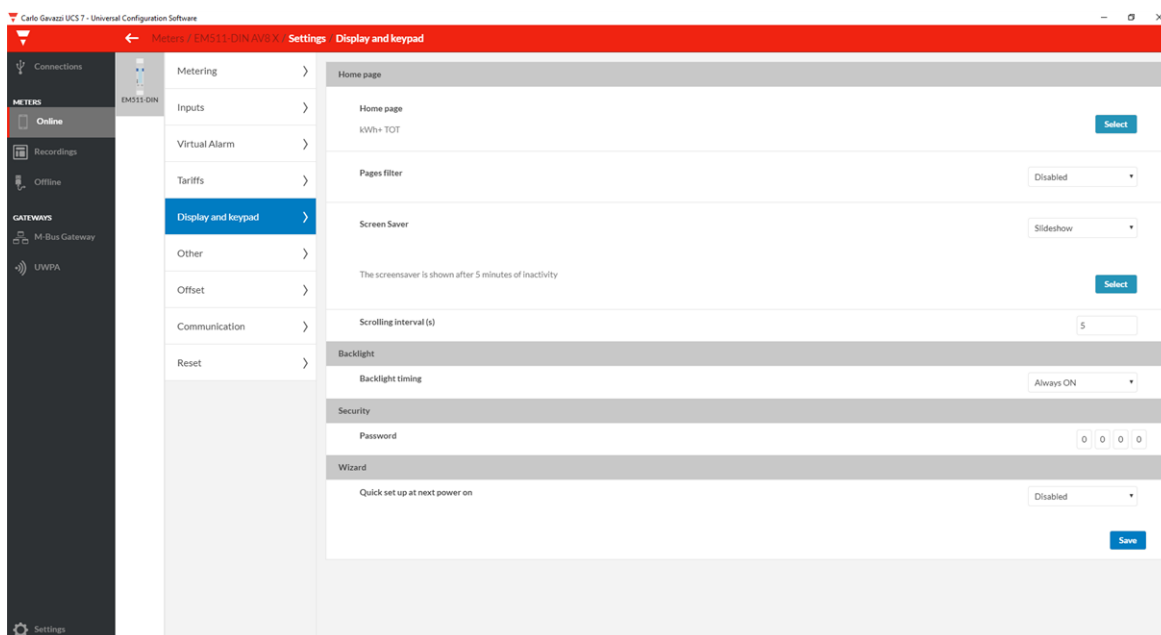 Carlo Gavazzi UCS 7 - Universal Configuration Software
Meters / EM511-DIN AV8 X / Settings / Display and keypad
Connections
METERS
Online
Recordings
Offline
GATEWAYS
M-Bus Gateway
UWPA
Settings
EM511-DIN
Metering
Inputs
Virtual Alarm
Tariffs
Display and keypad
Other
Offset
Communication
Reset
Home page
Home page
kWh+ TOT
Select
Pages filter
Disabled
Screen Saver
Slideshow
The screensaver is shown after 5 minutes of inactivity
Select
Scrolling interval (s)
5
Backlight
Backlight timing
Always ON
Security
Password
0 0 0 0
Wizard
Quick set up at next power on
Disabled
Save